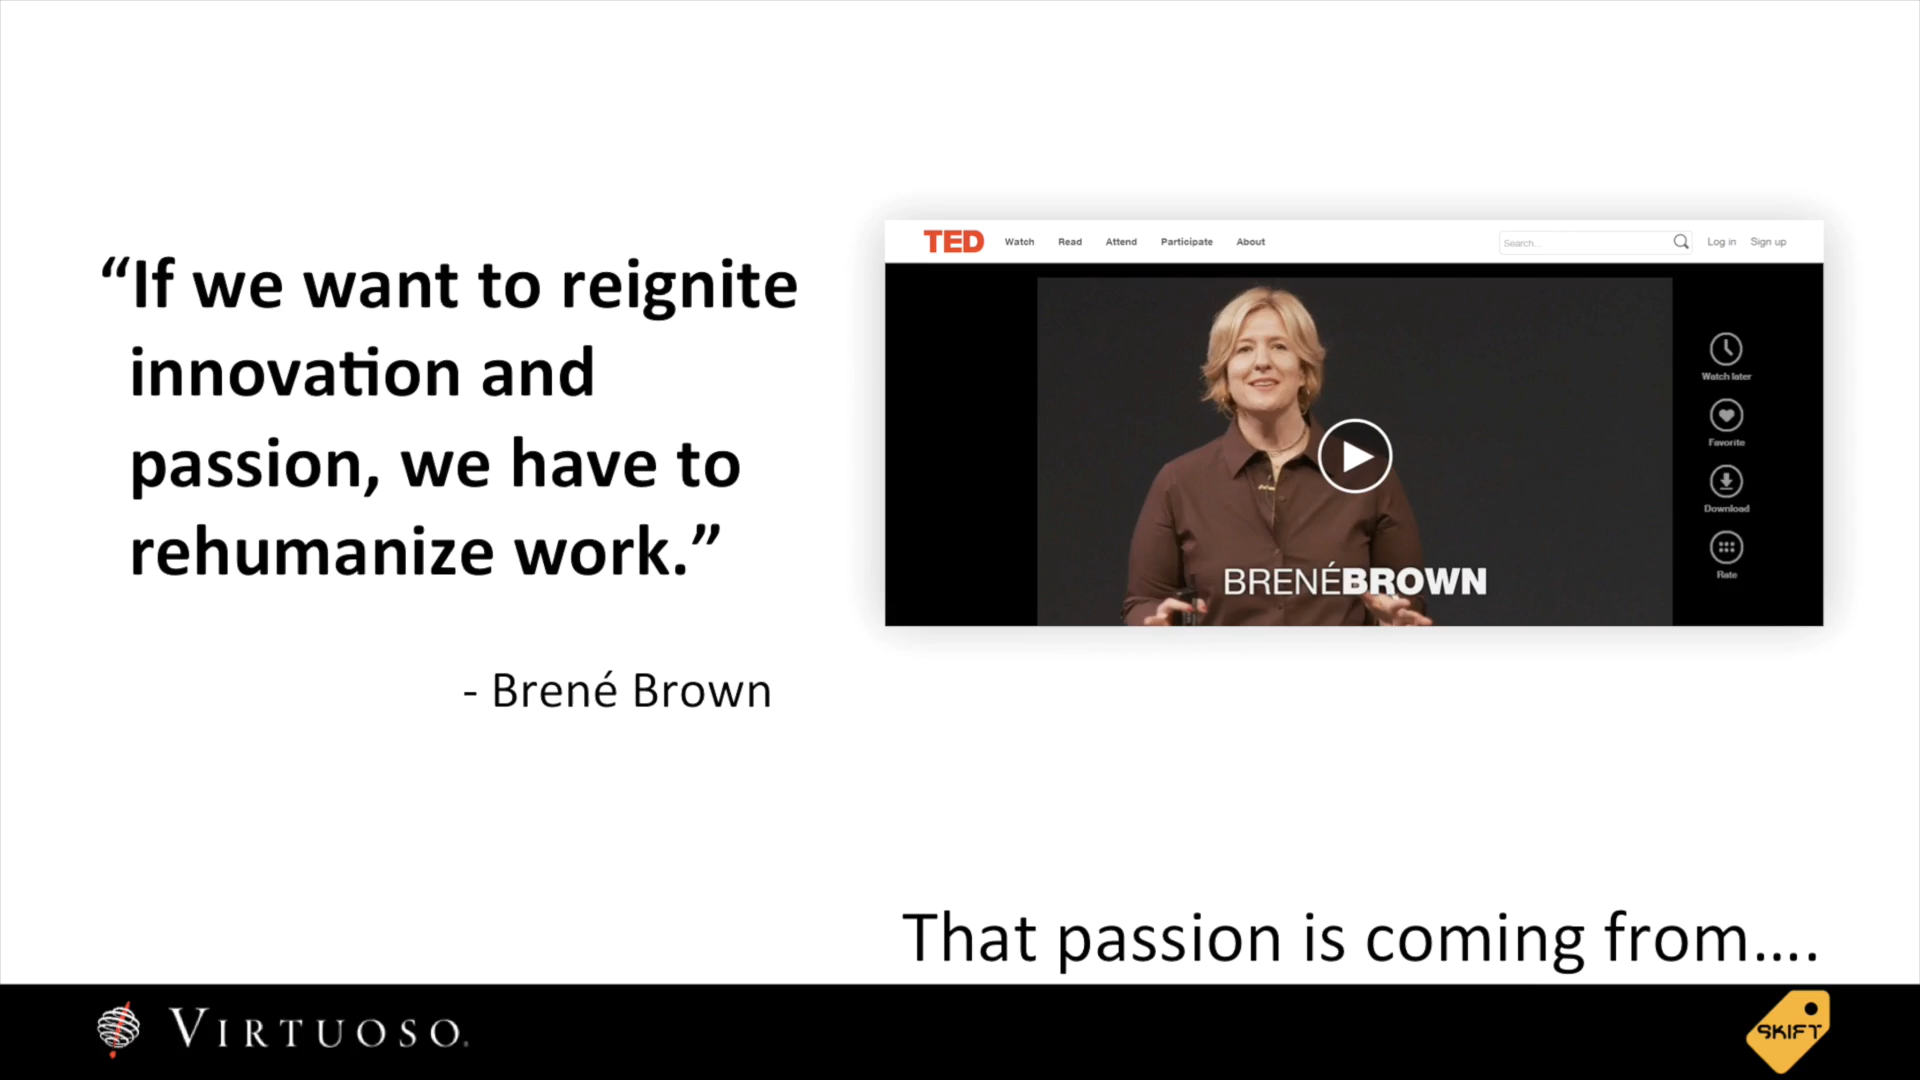 “If we want to reignite
innovation and
passion, we have to
rehumanize work.”
- Brené Brown
TED Watch Read Attend Participate About Search... Log in Sign up
Watch later
Favorite
Download
Rate
BRENÉBROWN
That passion is coming from....
VIRTUOSO.
SKIFT